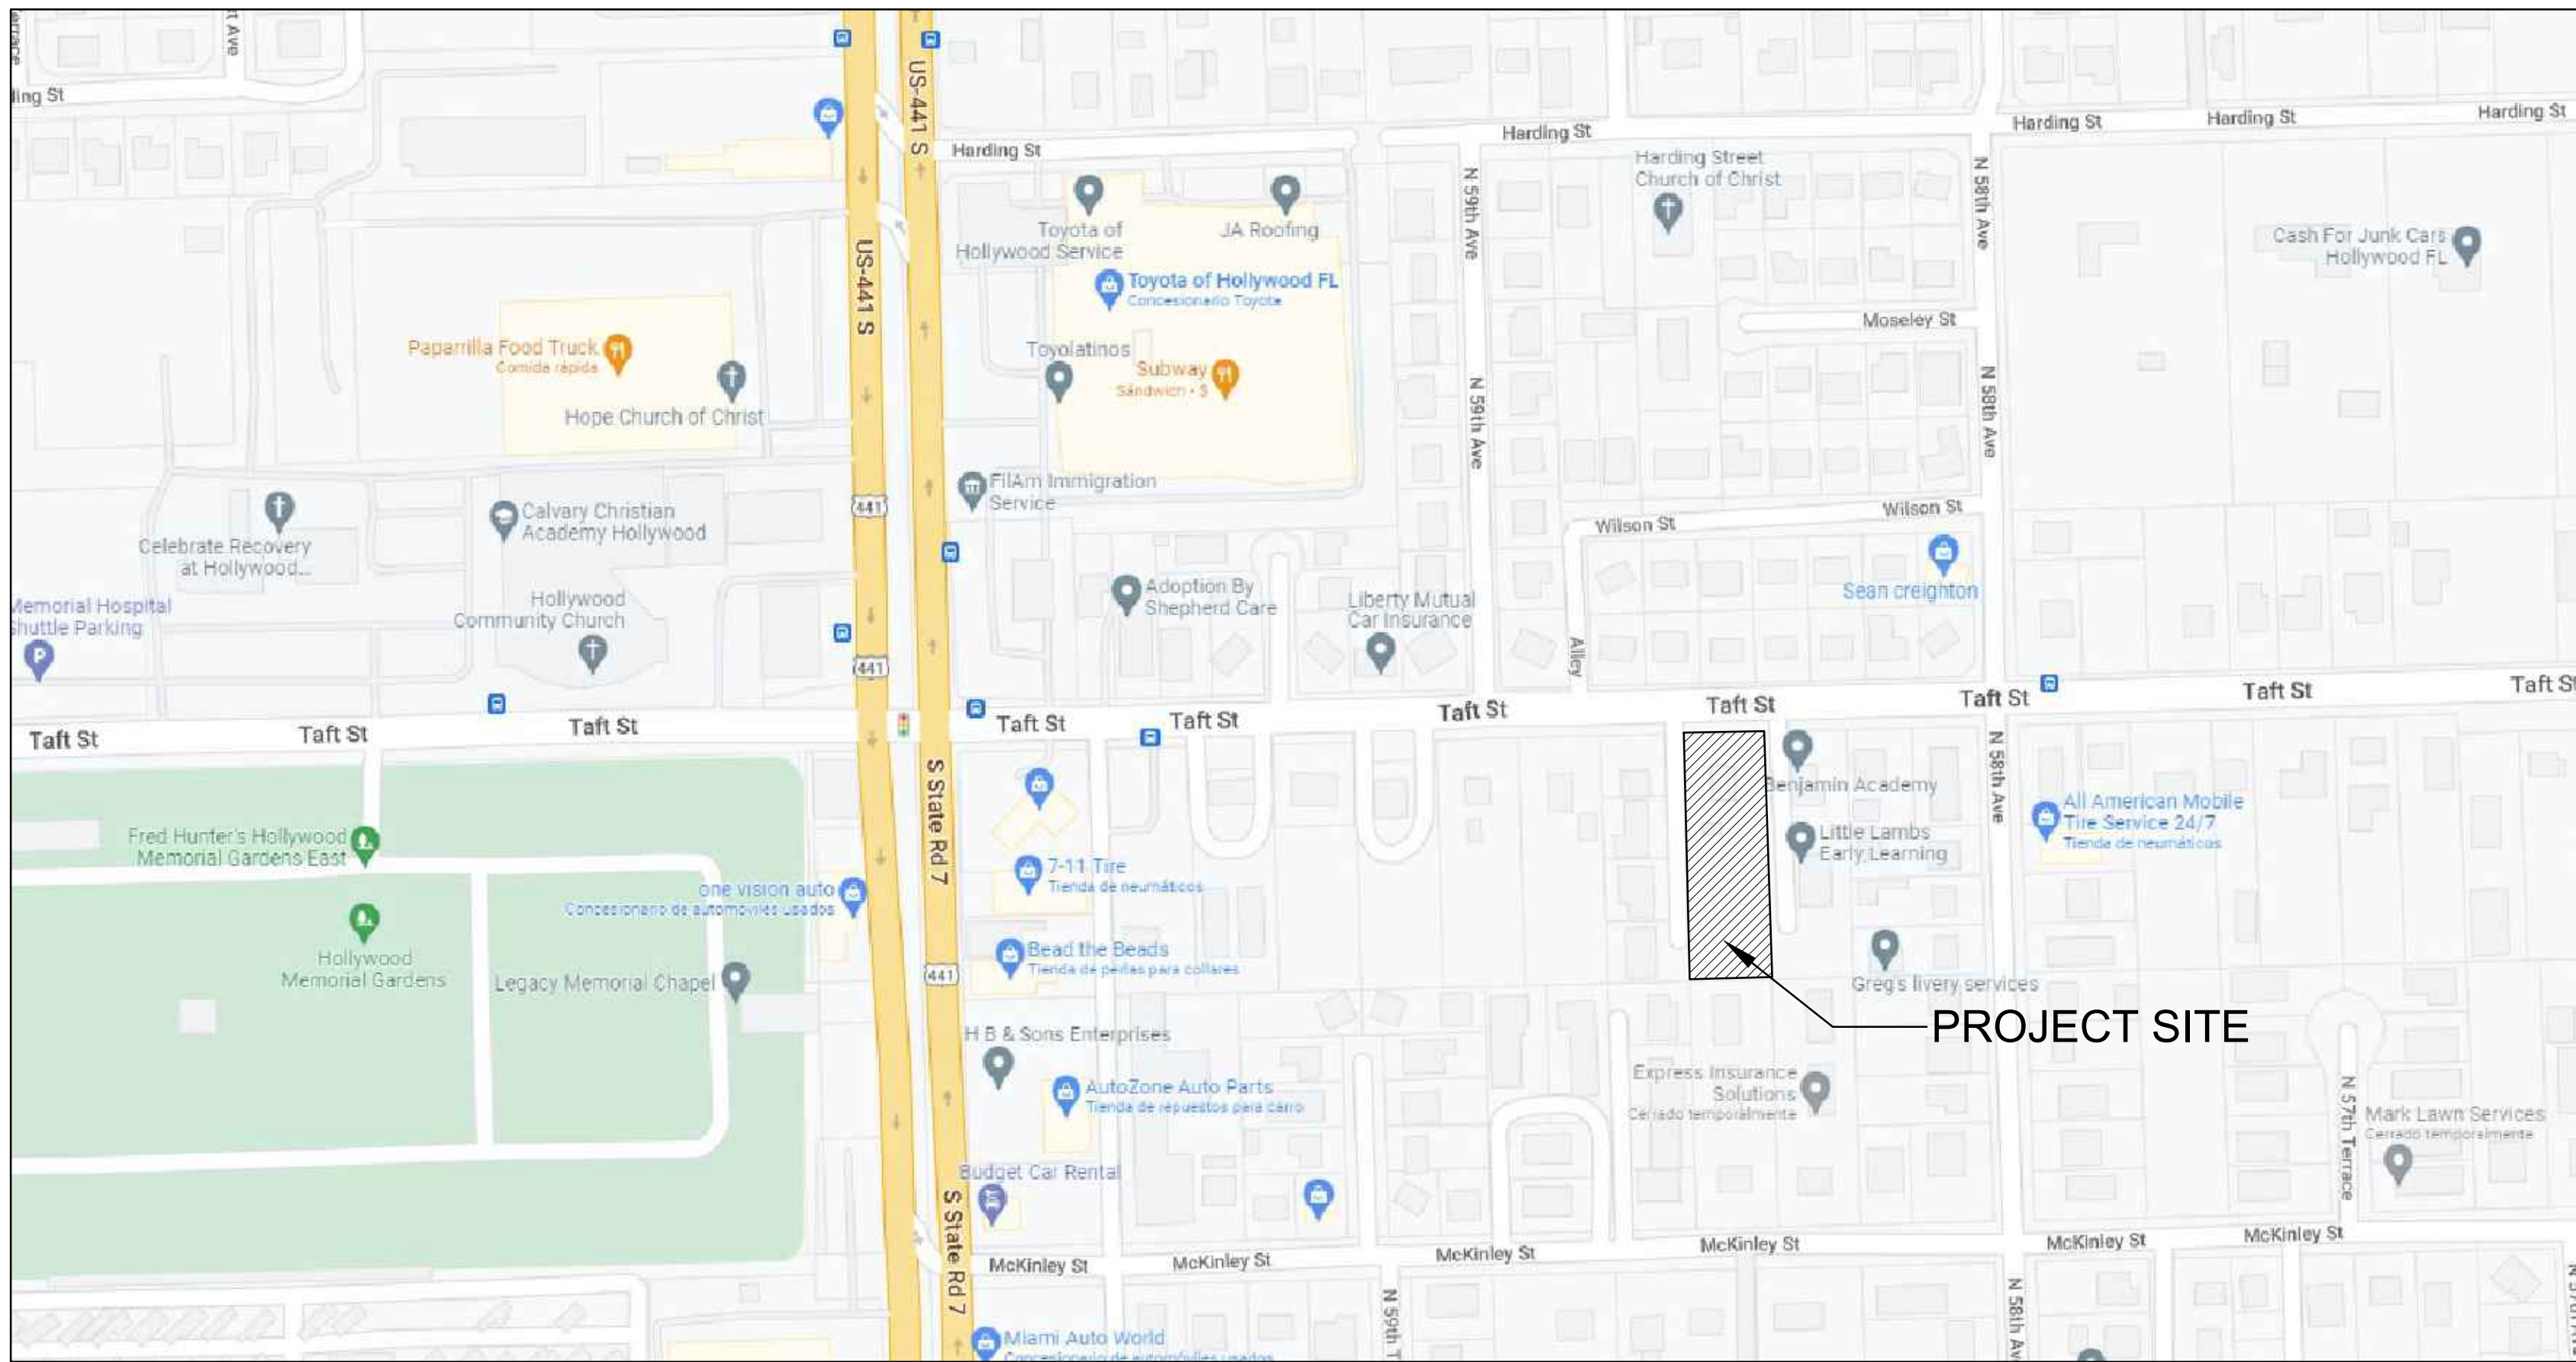 US-441 S
ling St
Harding St
Harding St
Harding St
Harding St
Harding St
N 59th Ave
Harding Street
Church of Christ
N 58th Ave
Toyota of
Hollywood Service
JA Roofing
US-441 S
Toyota of Hollywood FL
Concesionario Toyota
Cash For Junk Cars
Hollywood FL
Moseley St
Paparrilla Food Truck
Comida rápida
Toyolatinos
Subway
Sándwich • $
Hope Church of Christ
N 59th Ave
N 58th Ave
FilAm Immigration
Service
441
Calvary Christian
Academy Hollywood
Wilson St
Wilson St
Celebrate Recovery
at Hollywood...
Sean creighton
Adoption By
Shepherd Care
Liberty Mutual
Car Insurance
Memorial Hospital
Shuttle Parking
P
Hollywood
Community Church
441
Alley
Taft St
Taft St
Taft St
Taft St
Taft St
Taft St
Taft St
Taft St
Taft St
Taft St
N 58th Ave
S State Rd 7
Benjamin Academy
Fred Hunter's Hollywood
Memorial Gardens East
Little Lambs
Early Learning
All American Mobile
Tire Service 24/7
Tienda de neumáticos
7-11 Tire
Tienda de neumáticos
one vision auto
Concesionario de automóviles usados
Hollywood
Memorial Gardens
Bead the Beads
Tienda de perlas para collares
Legacy Memorial Chapel
441
Greg's livery services
PROJECT SITE
H B & Sons Enterprises
AutoZone Auto Parts
Tienda de repuestos para carro
Express Insurance
Solutions
Cerrado temporalmente
N 57th Terrace
Mark Lawn Services
Cerrado temporalmente
Budget Car Rental
S State Rd 7
McKinley St
McKinley St
McKinley St
McKinley St
McKinley St
McKinley St
N 59th T
N 58th Av
Miami Auto World
Concesionario de automóviles usados